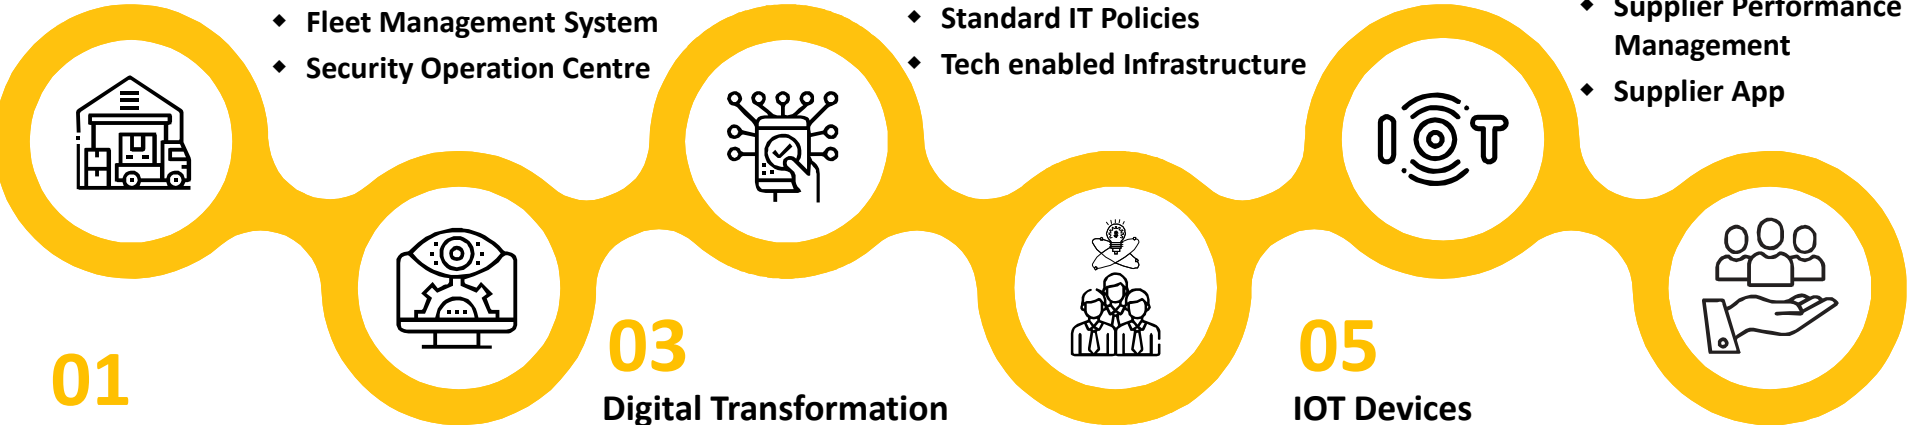 Fleet Management System
Security Operation Centre
Standard IT Policies
Tech enabled Infrastructure
Supplier Performance
Management
Supplier App
IOT
01
03
Digital Transformation
05
IOT Devices